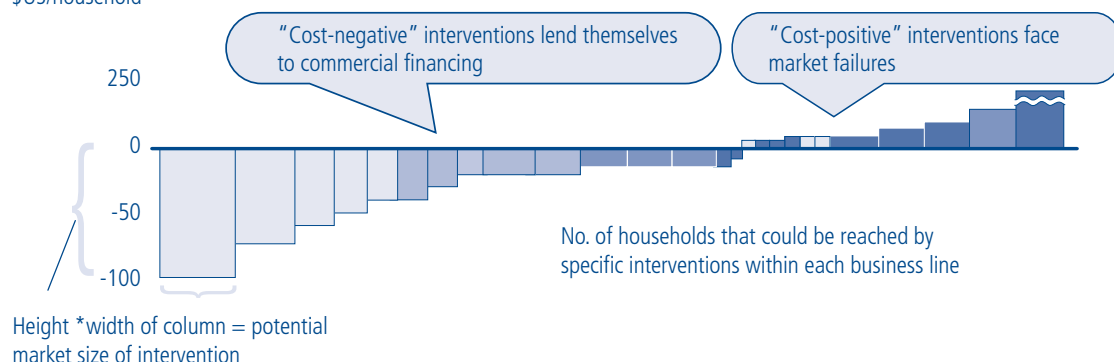 $US/household
"Cost-negative" interventions lend themselves
to commercial financing
"Cost-positive" interventions face
market failures
250
0
-50
-100
No. of households that could be reached by
specific interventions within each business line
Height *width of column = potential
market size of intervention